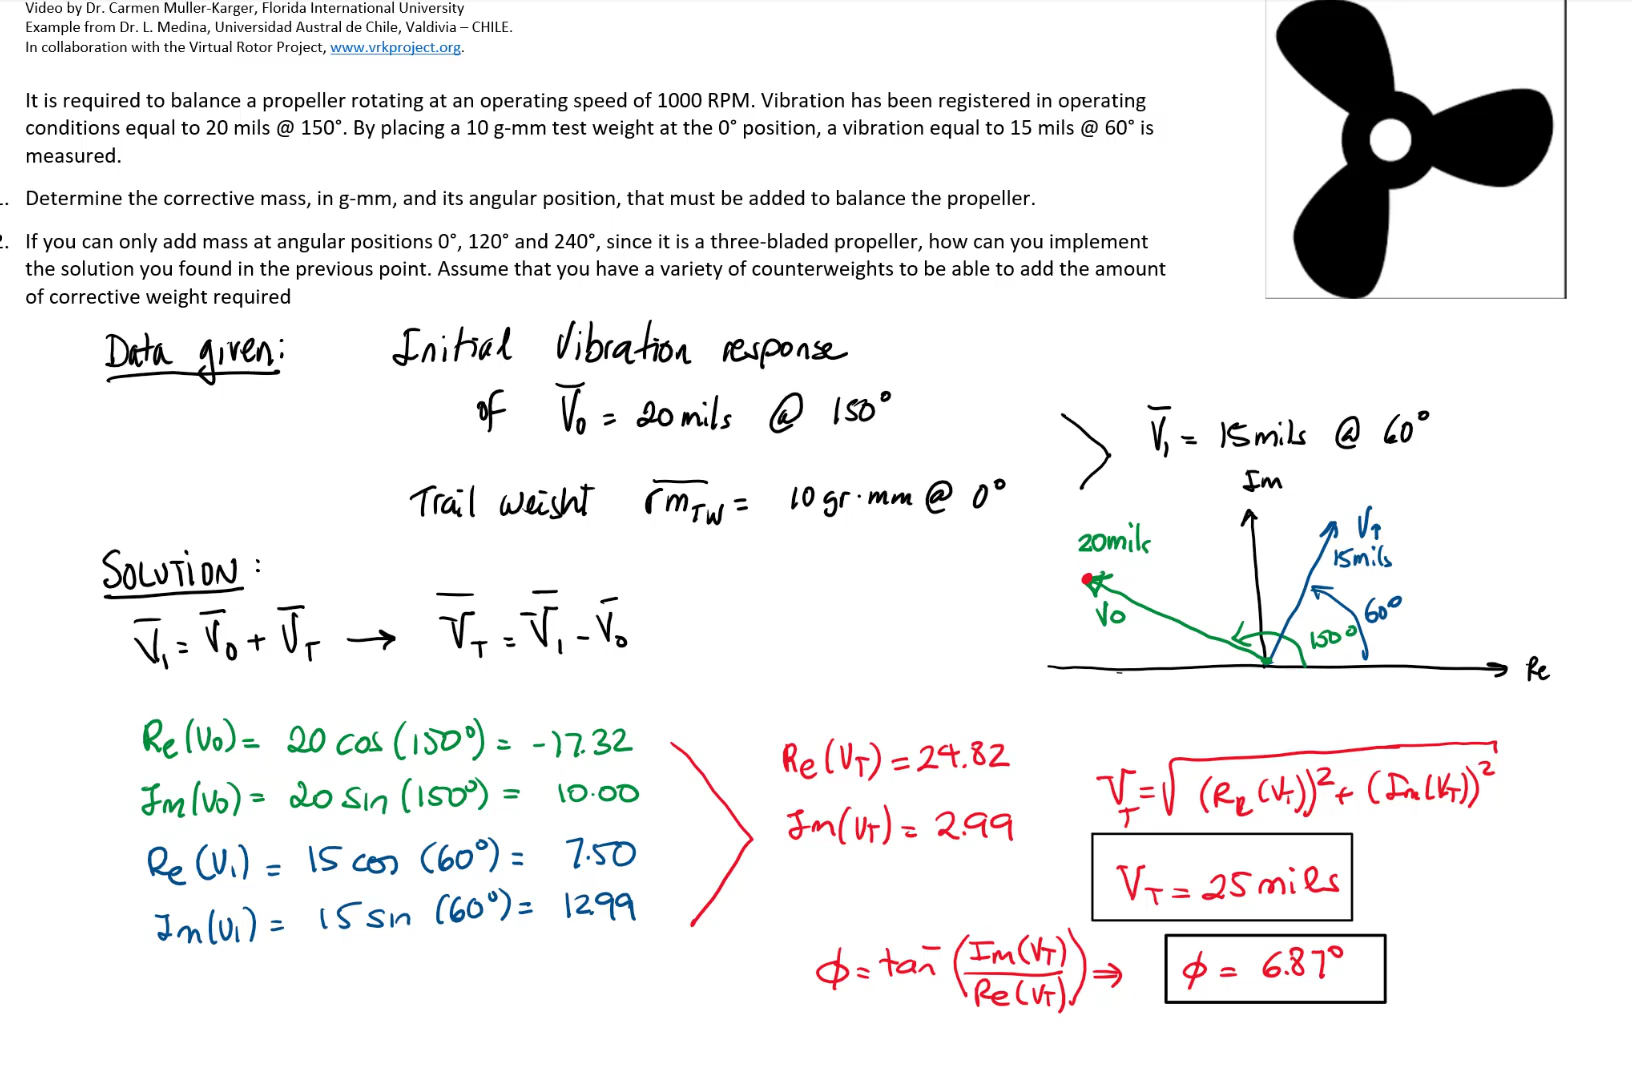 Video by Dr. Carmen Muller-Karger, Florida International University
Example from Dr. L. Medina, Universidad Austral de Chile, Valdivia – CHILE.
In collaboration with the Virtual Rotor Project, www.vrkproject.org.
It is required to balance a propeller rotating at an operating speed of 1000 RPM. Vibration has been registered in operating
conditions equal to 20 mils @ 150°. By placing a 10 g-mm test weight at the 0° position, a vibration equal to 15 mils @ 60° is
measured.
. Determine the corrective mass, in g-mm, and its angular position, that must be added to balance the propeller.
. If you can only add mass at angular positions 0°, 120° and 240°, since it is a three-bladed propeller, how can you implement
the solution you found in the previous point. Assume that you have a variety of counterweights to be able to add the amount
of corrective weight required
Data given: Initial Vibration response
of V̅₀ = 20 mils @ 150°
V̅₁ = 15 mils @ 60°
Trail weight r̅m̅_TW = 10 gr·mm @ 0°
Im
20mils
V₁
15mils
V₀
60°
150°
Re
SOLUTION:
V̅₁ = V̅₀ + V̅_T → V̅_T = V̅₁ - V̅₀
Re(V₀) = 20 cos (150°) = -17.32
Im(V₀) = 20 sin (150°) = 10.00
Re(V₁) = 15 cos (60°) = 7.50
Im(V₁) = 15 sin (60°) = 12.99
Re(V_T) = 24.82
Im(V_T) = 2.99
V_T = √(Re(V_T))² + (Im(V_T))²
V_T = 25 mils
ϕ = tan⁻ (Im(V_T)/Re(V_T)) ⇒ ϕ = 6.87°